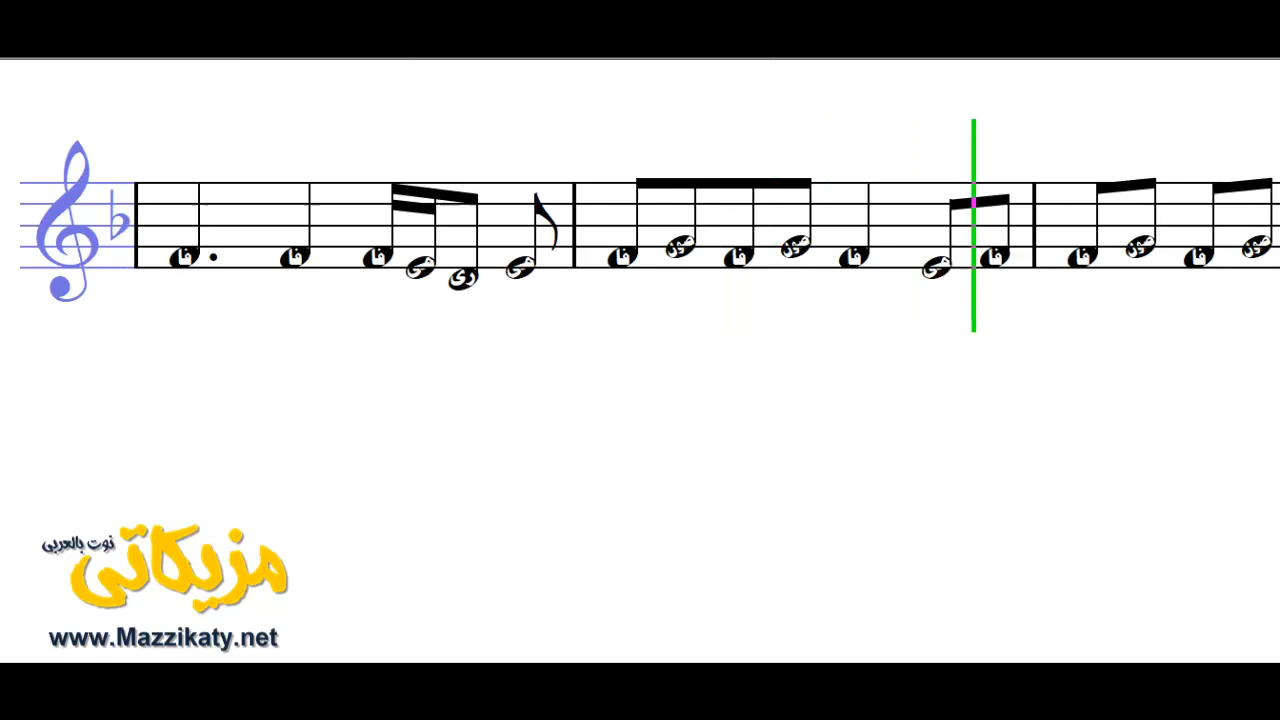 فا فا فا مي ري مي فا صول فا صول فا مي فا فا صول فا صول
نوت بالعربي
مزيكاتي
www.Mazzikaty.net